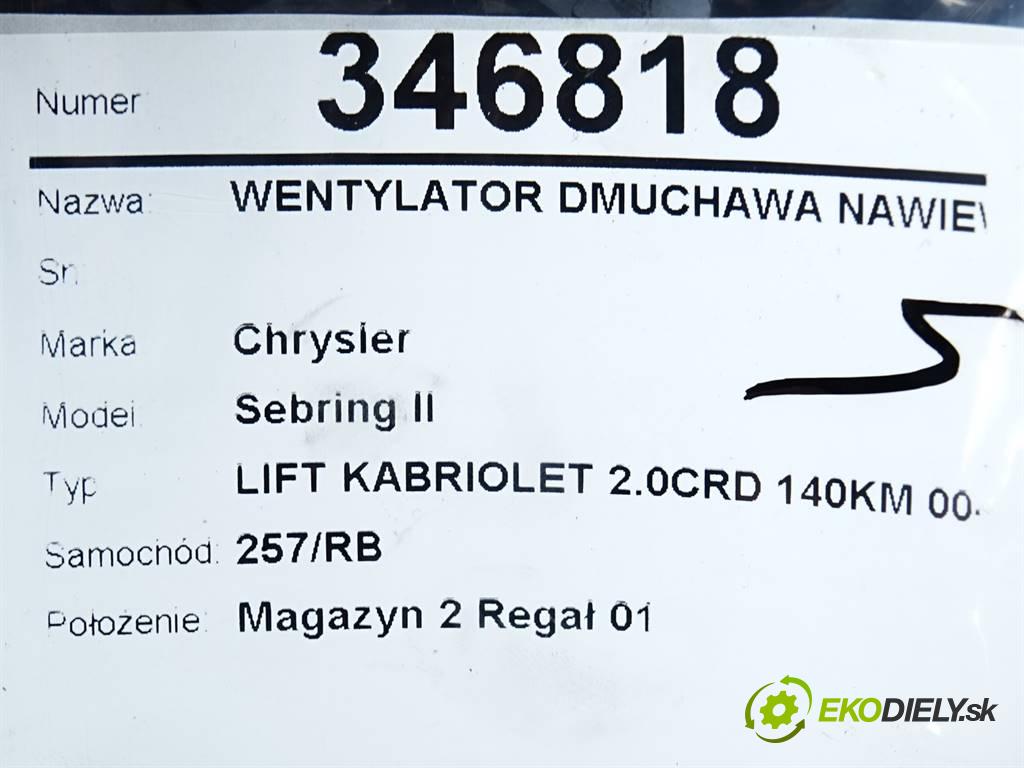 Numer 346818
Nazwa: WENTYLATOR DMUCHAWA
Sn
Marka Chrysler
Model Sebring II
Typ LIFT KABRIOLET 2.0CRD 140KM 00-
Samochód: 257/RB
Położenie: Magazyn 2 Regał 01
EKODIELY.sk